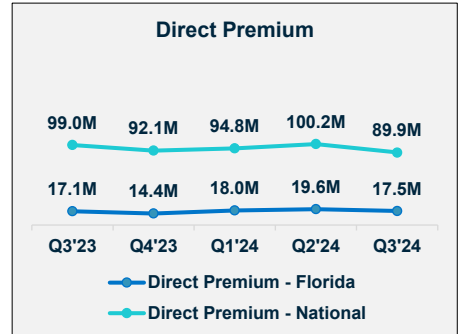 Direct Premium
99.0M 92.1M 94.8M 100.2M 89.9M
17.1M 14.4M 18.0M 19.6M 17.5M
Q3'23 Q4'23 Q1'24 Q2'24 Q3'24
Direct Premium - Florida
Direct Premium - National